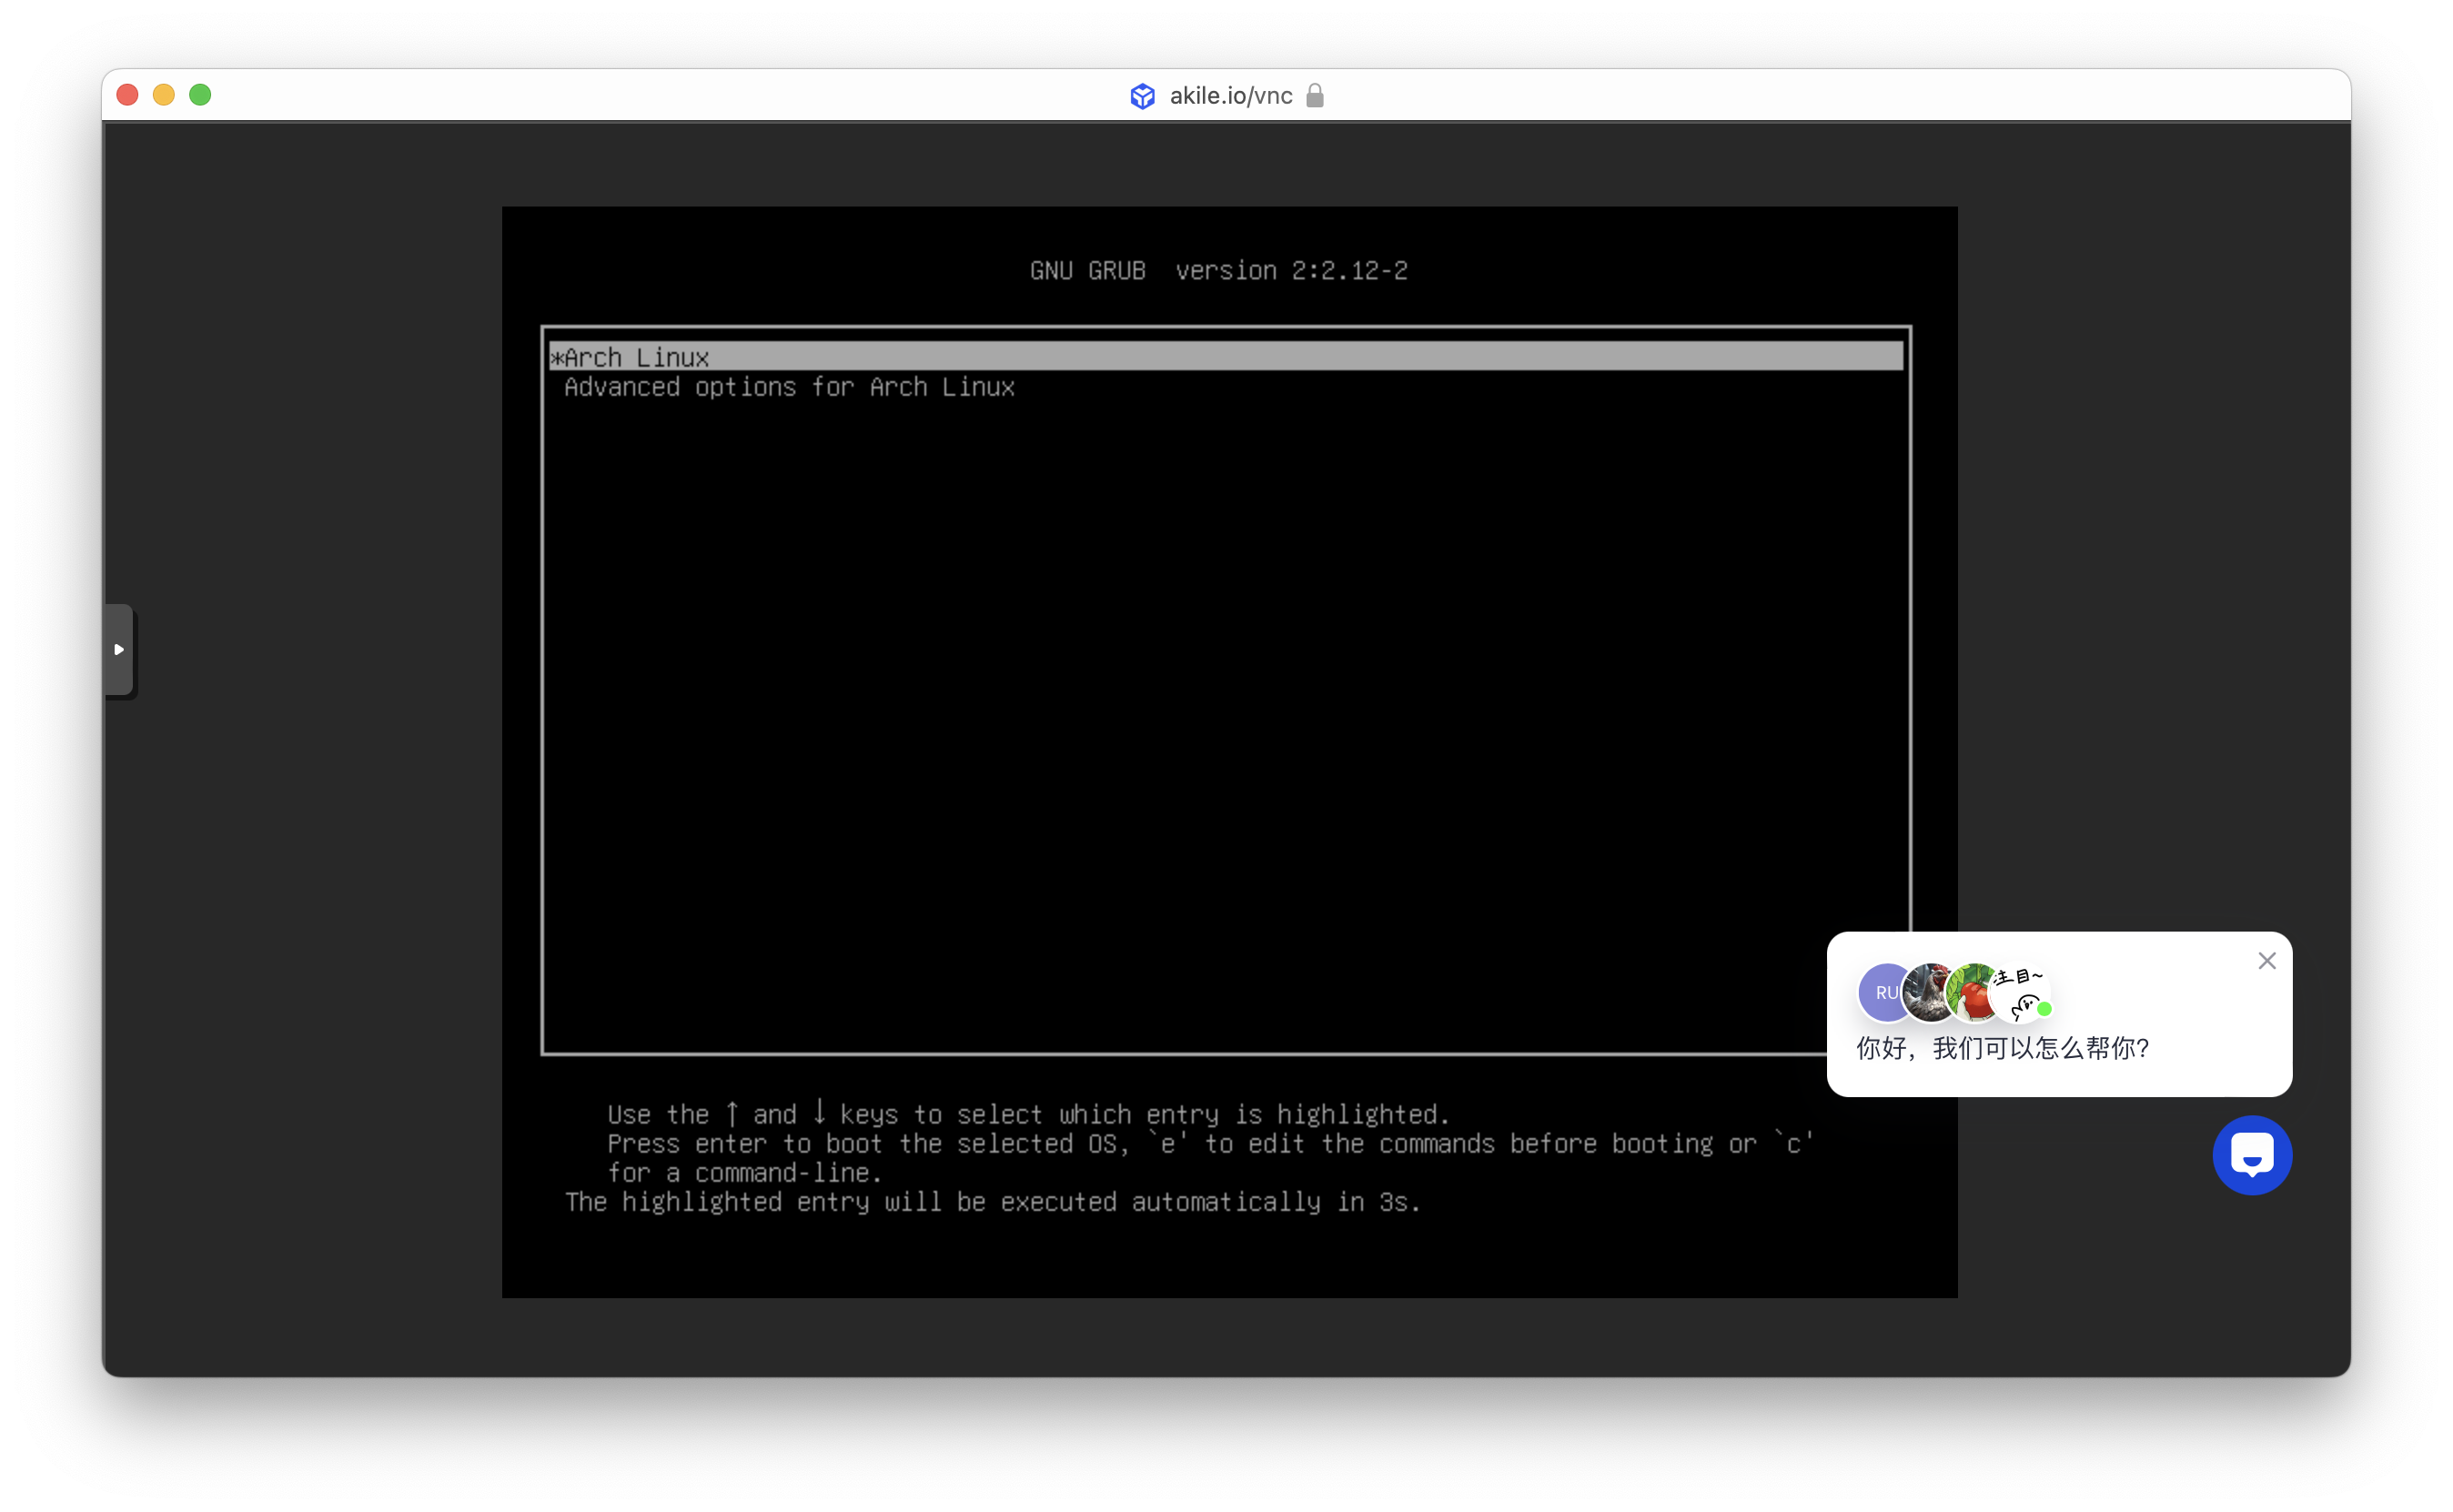 akile.io/vnc
GNU GRUB  version 2:2.12-2
*Arch Linux
Advanced options for Arch Linux
Use the ↑ and ↓ keys to select which entry is highlighted.
Press enter to boot the selected OS, `e' to edit the commands before booting or `c'
for a command-line.
The highlighted entry will be executed automatically in 3s.
RU
注目~
你好，我们可以怎么帮你?